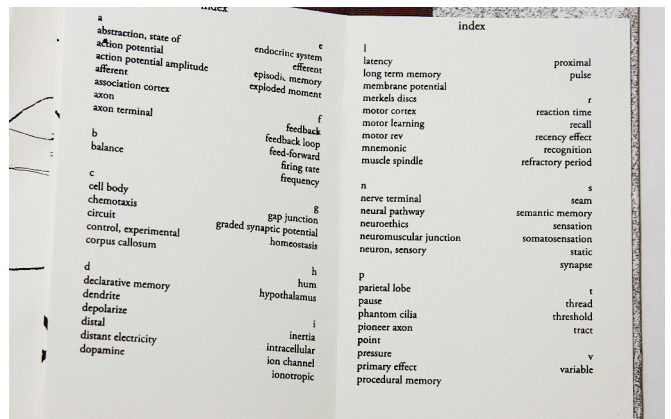 index
a
abstraction, state of
action potential
action potential amplitude
afferent
association cortex
axon
axon terminal
b
balance
c
cell body
chemotaxis
circuit
control, experimental
corpus callosum
d
declarative memory
dendrite
depolarize
distal
distant electricity
dopamine
e
endocrine system
efferent
episodic memory
exploded moment
f
feedback
feedback loop
feed-forward
firing rate
frequency
g
gap junction
graded synaptic potential
homeostasis
h
hum
hypothalamus
i
inertia
intracellular
ion channel
ionotropic
index
l
latency
long term memory
membrane potential
merkels discs
motor cortex
motor learning
motor rev
mnemonic
muscle spindle
n
nerve terminal
neural pathway
neuroethics
neuromuscular junction
neuron, sensory
p
parietal lobe
pause
phantom cilia
pioneer axon
point
pressure
primary effect
procedural memory
proximal
pulse
r
reaction time
recall
recency effect
recognition
refractory period
s
seam
semantic memory
sensation
somatosensation
static
synapse
t
thread
threshold
tract
v
variable